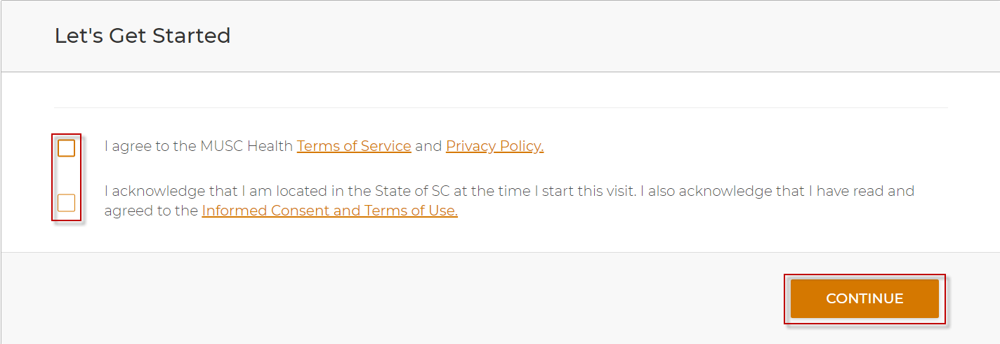 Let's Get Started
I agree to the MUSC Health Terms of Service and Privacy Policy.
I acknowledge that I am located in the State of SC at the time I start this visit. I also acknowledge that I have read and
agreed to the Informed Consent and Terms of Use.
CONTINUE